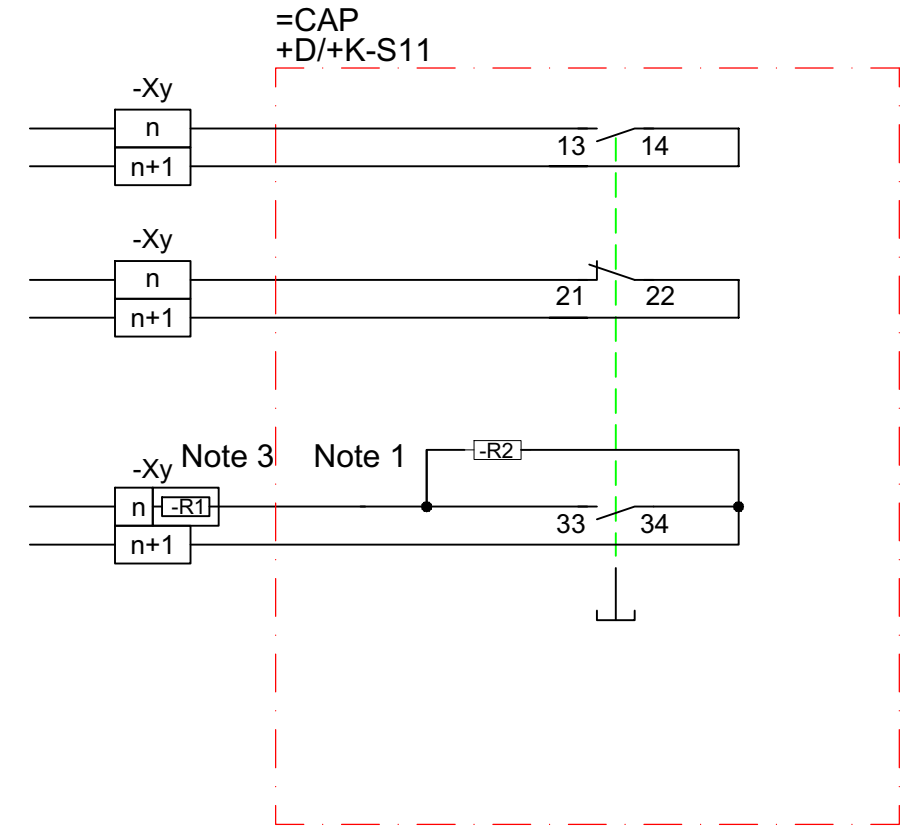 =CAP
+D/+K-S11
-Xy
n
13 14
n+1
-Xy
n
21 22
n+1
-R2
Note 3 Note 1
-Xy
n -R1
33 34
n+1